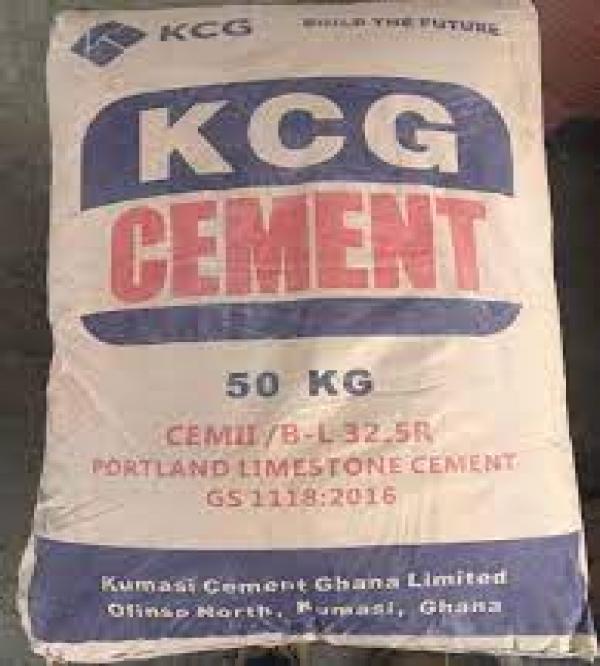 KCG BUILD THE FUTURE
KCG
CEMENT
50 KG
CEMII/B-L 32.5R
PORTLAND LIMESTONE CEMENT
GS 1118:2016
Kumasi Cement Ghana Limited
Ofinso North, Kumasi, Ghana